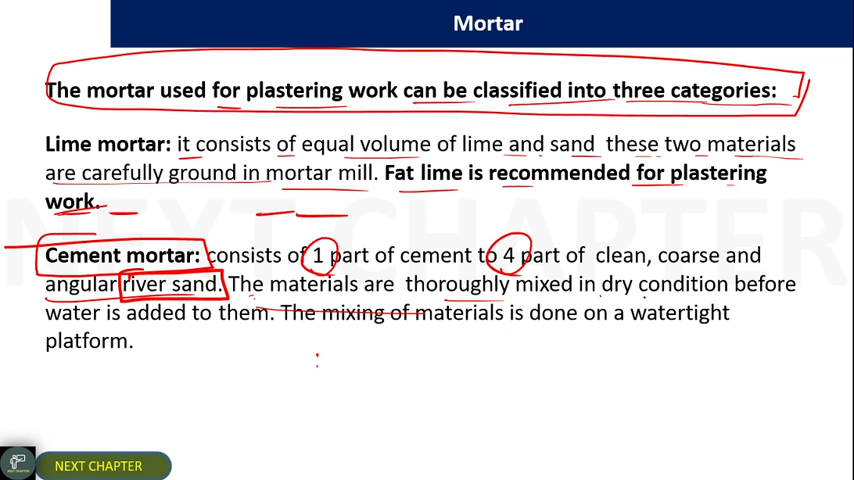 Mortar
The mortar used for plastering work can be classified into three categories:
Lime mortar: it consists of equal volume of lime and sand these two materials
are carefully ground in mortar mill. Fat lime is recommended for plastering
work.
Cement mortar: consists of 1 part of cement to 4 part of clean, coarse and
angular river sand. The materials are thoroughly mixed in dry condition before
water is added to them. The mixing of materials is done on a watertight
platform.
NEXT CHAPTER
NEXT CHAPTER
NEXT CHAPTER